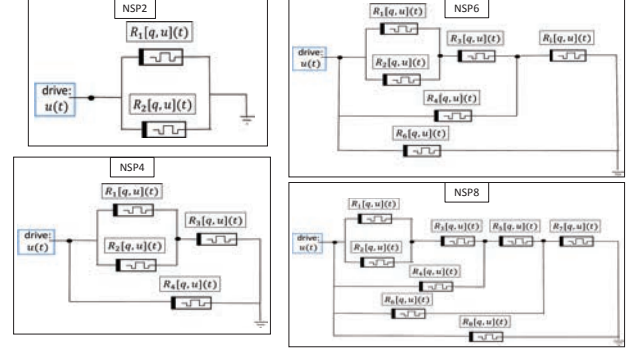 NSP2
R₁[q,u](t)
drive:
u(t)
R₂[q,u](t)
NSP6
R₁[q,u](t)
R₃[q,u](t)
R₁[q,u](t)
drive:
u(t)
R₂[q,u](t)
R₄[q,u](t)
R₆[q,u](t)
NSP4
R₁[q,u](t)
R₃[q,u](t)
drive:
u(t)
R₂[q,u](t)
R₄[q,u](t)
NSP8
R₁[q,u](t)
R₃[q,u](t)
R₅[q,u](t)
R₇[q,u](t)
drive:
u(t)
R₂[q,u](t)
R₄[q,u](t)
R₆[q,u](t)
R₈[q,u](t)